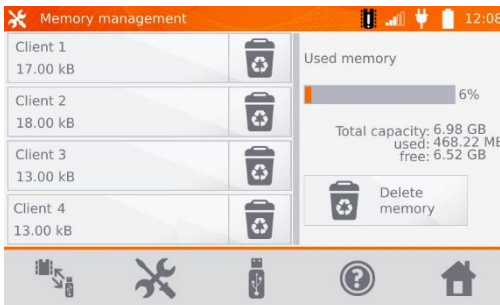 Memory management
12:08
Client 1
17.00 kB
Client 2
18.00 kB
Client 3
13.00 kB
Client 4
13.00 kB
Used memory
6%
Total capacity: 6.98 GB
used: 468.22 MB
free: 6.52 GB
Delete
memory
?